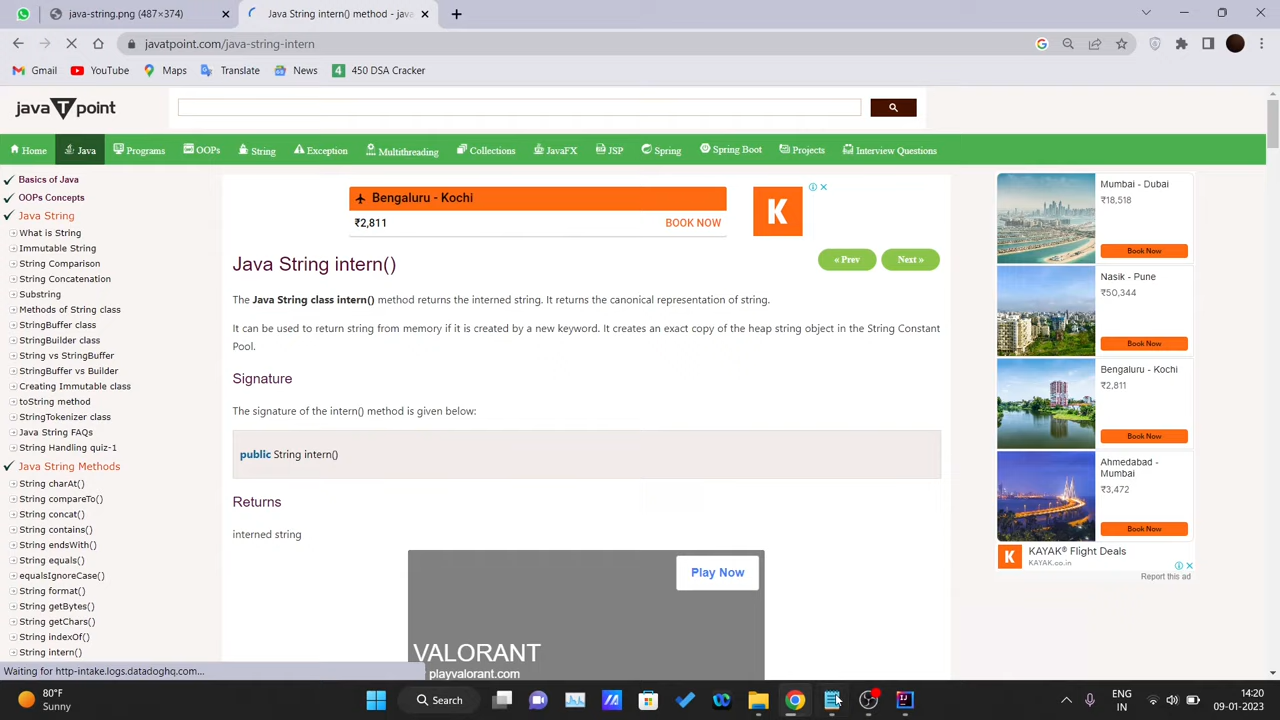 string.jpg (487×374)
Java String intern() method - jav
javatpoint.com/java-string-intern
Gmail
YouTube
Maps
Translate
News
4 450 DSA Cracker
java T point
Home
Java
Programs
OOPs
String
Exception
Multithreading
Collections
JavaFX
JSP
Spring
Spring Boot
Projects
Interview Questions
Basics of Java
OOPs Concepts
Java String
What is String
Immutable String
String Comparison
String Concatenation
Substring
Methods of String class
StringBuffer class
StringBuilder class
String vs StringBuffer
StringBuffer vs Builder
Creating Immutable class
toString method
StringTokenizer class
Java String FAQs
String Handling quiz-1
Java String Methods
String charAt()
String compareTo()
String concat()
String contains()
String endsWith()
String equals()
equalsIgnoreCase()
String format()
String getBytes()
String getChars()
String indexOf()
String intern()
Bengaluru - Kochi
₹2,811
BOOK NOW
K
« Prev
Next »
Java String intern()
The Java String class intern() method returns the interned string. It returns the canonical representation of string.
It can be used to return string from memory if it is created by a new keyword. It creates an exact copy of the heap string object in the String Constant
Pool.
Signature
The signature of the intern() method is given below:
public String intern()
Returns
interned string
Play Now
VALORANT
playvalorant.com
Mumbai - Dubai
₹18,518
Book Now
Nasik - Pune
₹50,344
Book Now
Bengaluru - Kochi
₹2,811
Book Now
Ahmedabad -
Mumbai
₹3,472
Book Now
K
KAYAK® Flight Deals
KAYAK.co.in
Report this ad
Waiting for http-intake.logs.datadoghq.com...
80°F
Sunny
Search
ENG
IN
14:20
09-01-2023